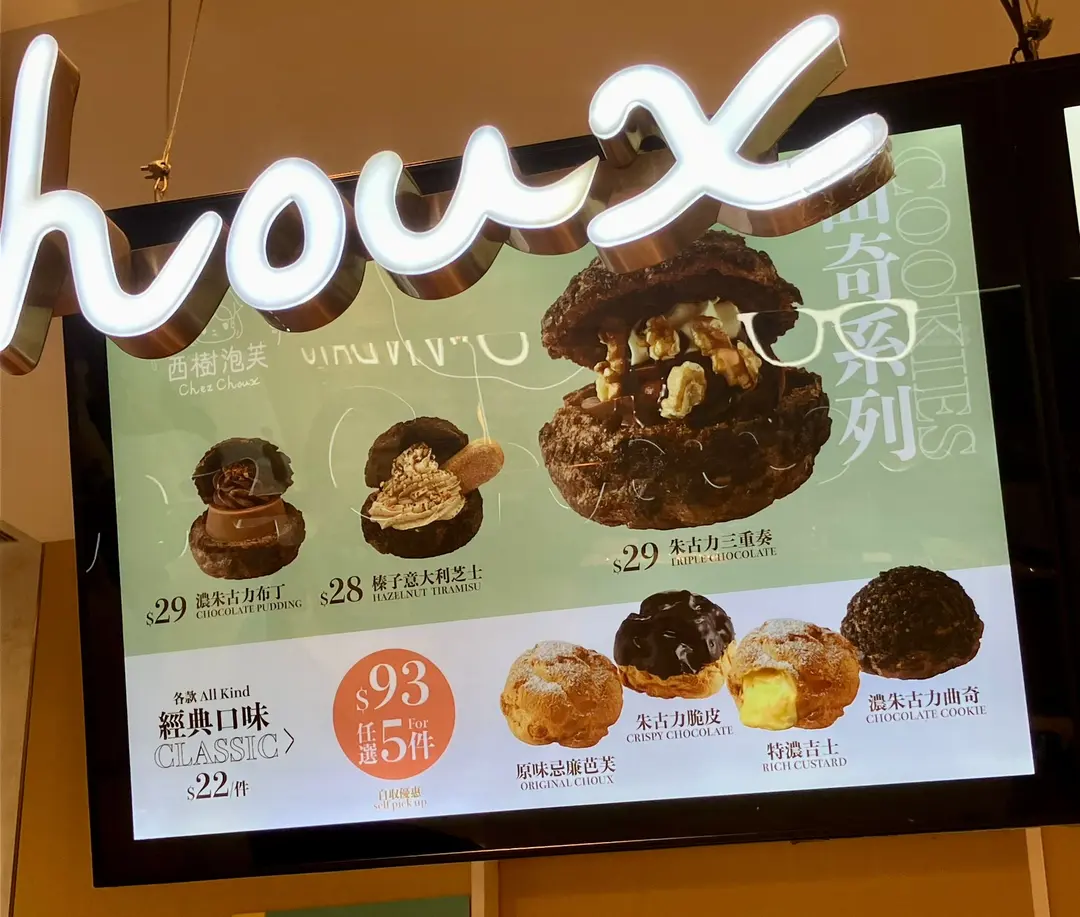 houx
西樹泡芙
Chez Choux
曲奇系列
COOKIES
$29 濃朱古力布丁
CHOCOLATE PUDDING
$28 榛子意大利芝士
HAZELNUT TIRAMISU
$29 朱古力三重奏
TRIPLE CHOCOLATE
各款 All Kind
經典口味
CLASSIC
$22/件
$93
For
任選5件
自取優惠
self pick up
原味忌廉芭芙
ORIGINAL CHOUX
朱古力脆皮
CRISPY CHOCOLATE
特濃吉士
RICH CUSTARD
濃朱古力曲奇
CHOCOLATE COOKIE